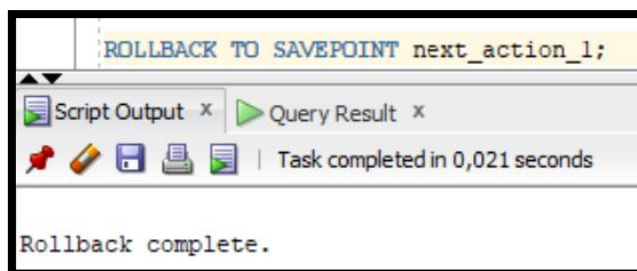 ROLLBACK TO SAVEPOINT next_action_1;
Script Output x Query Result x
Task completed in 0,021 seconds
Rollback complete.